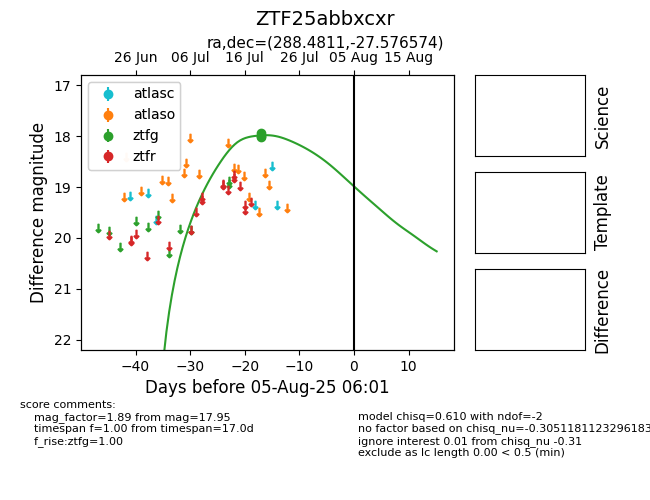 ZTF25abbxcxr
ra,dec=(288.4811,-27.576574)
26 Jun 06 Jul 16 Jul 26 Jul 05 Aug 15 Aug
17
18
19
20
21
22
Difference magnitude
atlasc
atlaso
ztfg
ztfr
−40 −30 −20 −10 0 10
Days before 05-Aug-25 06:01
Science
Template
Difference
score comments:
mag_factor=1.89 from mag=17.95
timespan f=1.00 from timespan=17.0d
f_rise:ztfg=1.00
model chisq=0.610 with ndof=-2
no factor based on chisq_nu=-0.3051181123296183
ignore interest 0.01 from chisq_nu -0.31
exclude as lc length 0.00 < 0.5 (min)